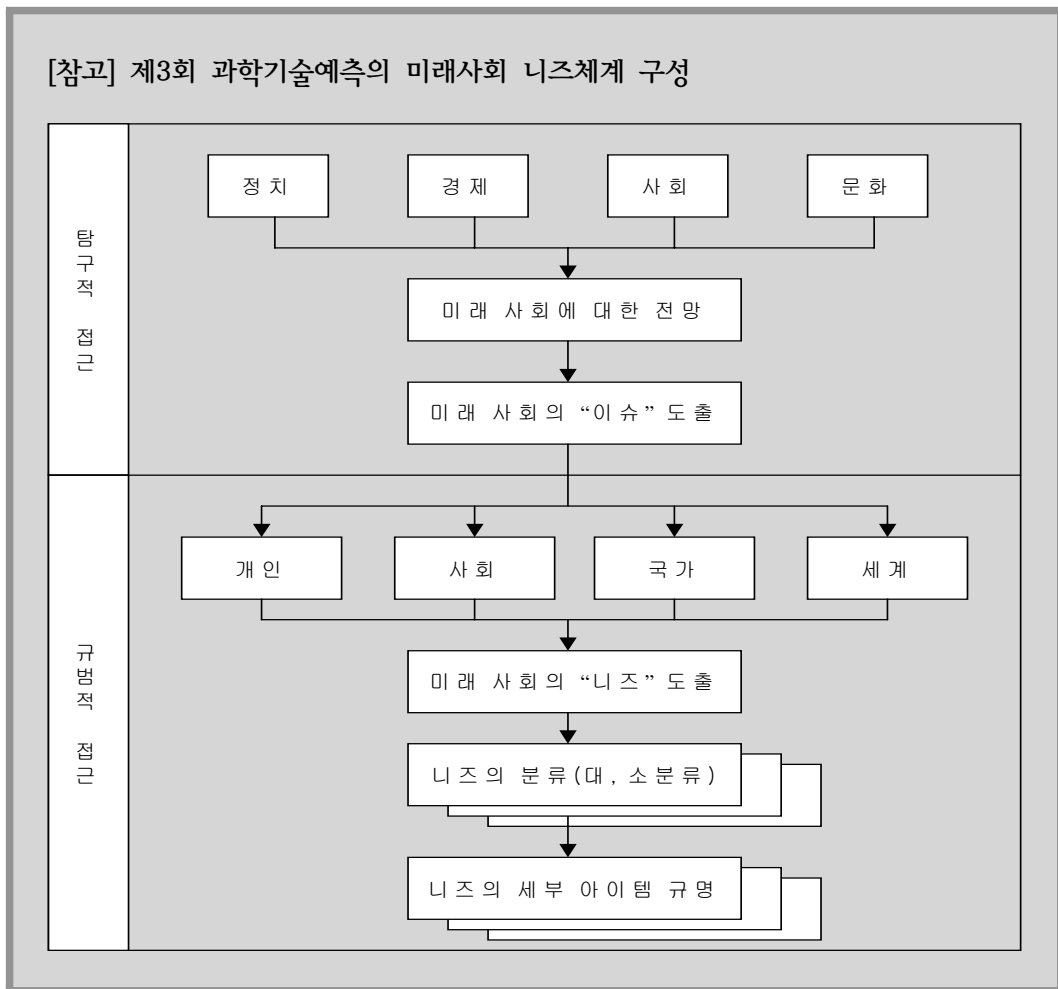 [참고] 제3회 과학기술예측의 미래사회 니즈체계 구성
탐구적 접근
정치 경제 사회 문화
미래 사회에 대한 전망
미래 사회의 “이슈” 도출
규범적 접근
개인 사회 국가 세계
미래 사회의 “니즈” 도출
니즈의 분류(대, 소분류)
니즈의 세부 아이템 규명